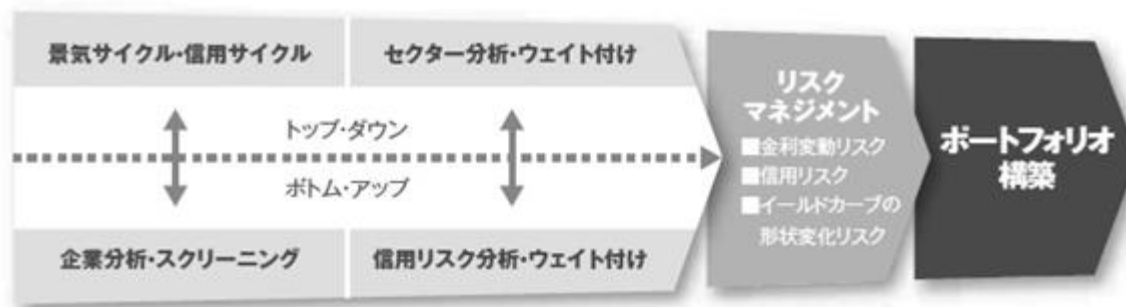 景気サイクル・信用サイクル
セクター分析・ウェイト付け
トップ・ダウン
ボトム・アップ
企業分析・スクリーニング
信用リスク分析・ウェイト付け
リスク
マネジメント
■金利変動リスク
■信用リスク
■イールドカーブの
形状変化リスク
ポートフォリオ
構築